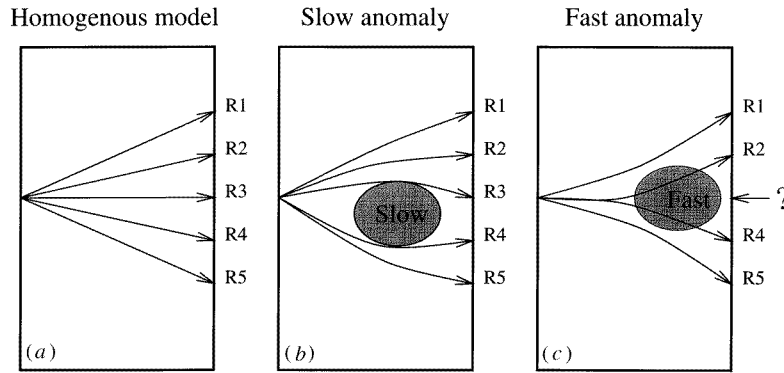 Homogenous model
Slow anomaly
Fast anomaly
R1
R2
R3
R4
R5
(a)
R1
R2
R3
R4
R5
Slow
(b)
R1
R2
?
R4
R5
Fast
(c)